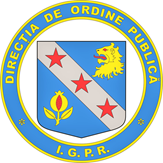 DIRECȚIA DE ORDINE PUBLICĂ
I.G.P.R.